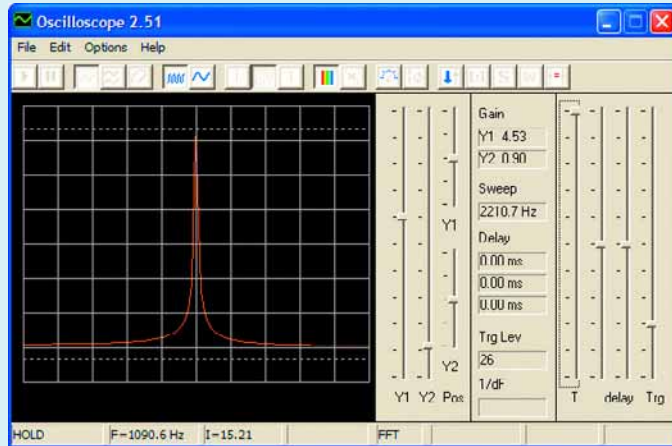 Oscilloscope 2.51
File Edit Options Help
Gain
Y1 4.53
Y2 0.90
Sweep
2210.7 Hz
Y1
Delay
0.00 ms
0.00 ms
0.00 ms
Trg Lev
26
Y2
1/dF
Y1 Y2 Pos
T delay Trg
HOLD F=1090.6 Hz I=15.21 FFT